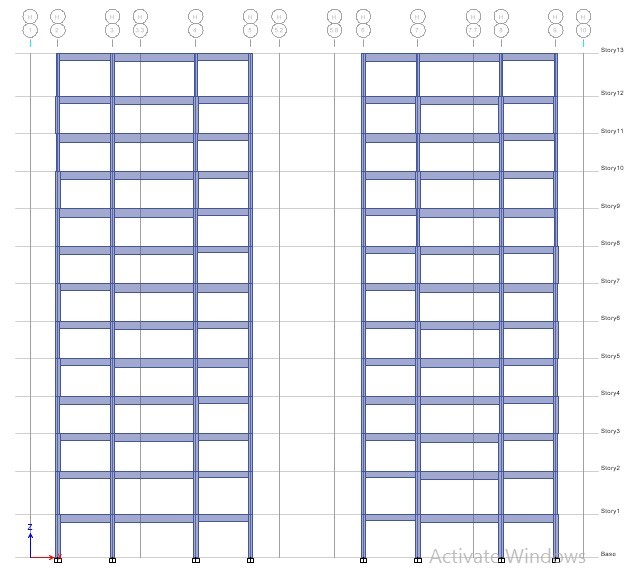 H H H H H H H H H H H H H H
1 2 3 3.3 4 5 5.2 5.8 6 7 7.7 8 9 10
Story13
Story12
Story11
Story10
Story9
Story8
Story7
Story6
Story5
Story4
Story3
Story2
Story1
Z
X
Base
Activate Windows